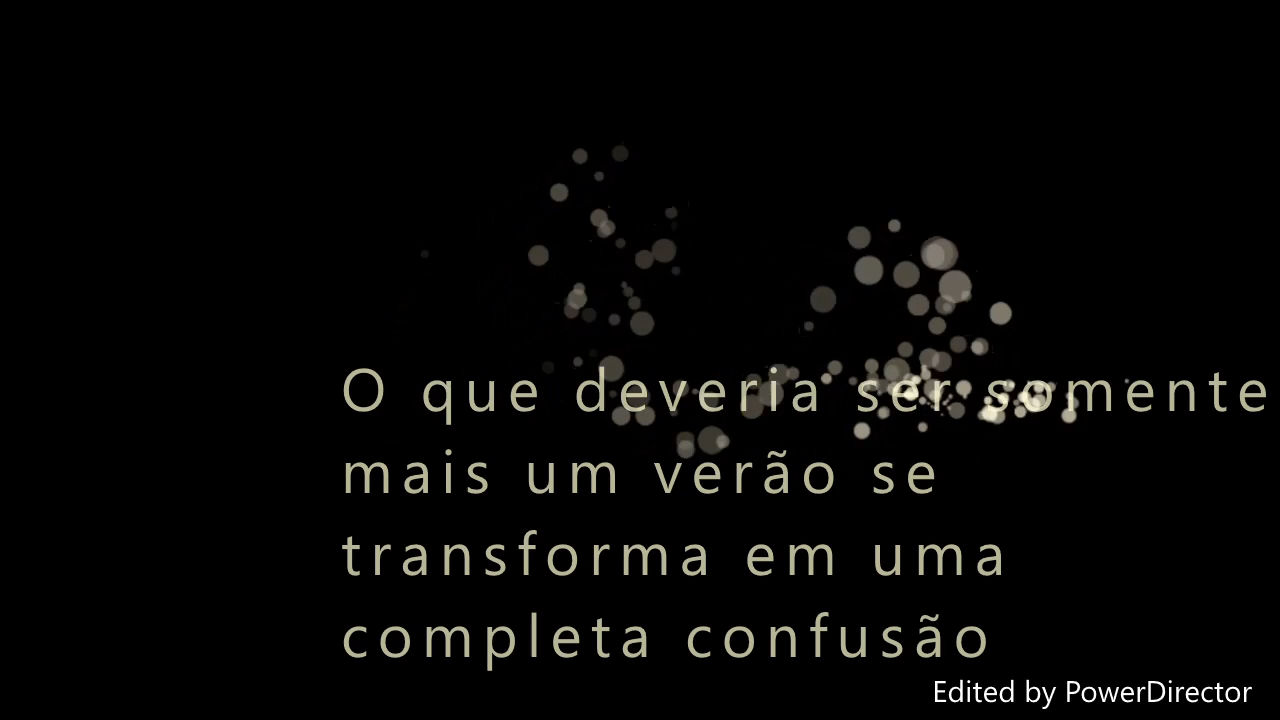 O que deveria ser somente
mais um verão se
transforma em uma
completa confusão
Edited by PowerDirector